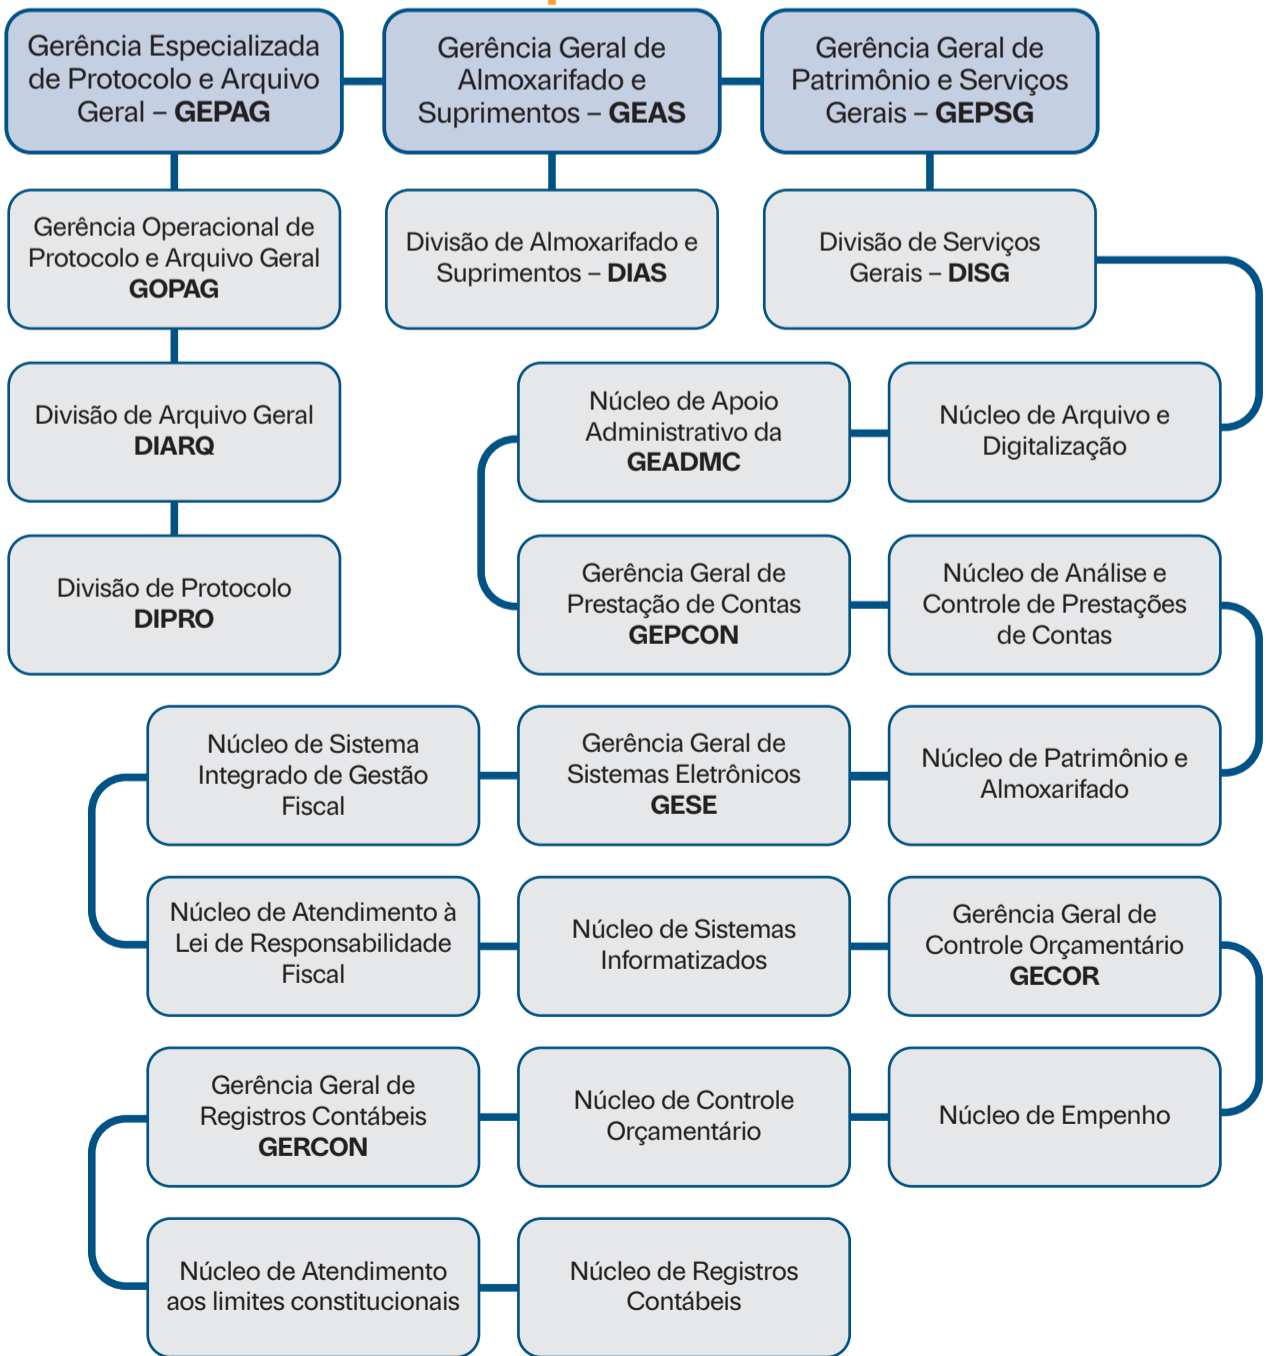 Gerência Especializada
de Protocolo e Arquivo
Geral – GEPAG
Gerência Geral de
Almoxarifado e
Suprimentos – GEAS
Gerência Geral de
Patrimônio e Serviços
Gerais – GEPSG
Gerência Operacional de
Protocolo e Arquivo Geral
GOPAG
Divisão de Almoxarifado e
Suprimentos – DIAS
Divisão de Serviços
Gerais – DISG
Divisão de Arquivo Geral
DIARQ
Núcleo de Apoio
Administrativo da
GEADMC
Núcleo de Arquivo e
Digitalização
Divisão de Protocolo
DIPRO
Gerência Geral de
Prestação de Contas
GEPCON
Núcleo de Análise e
Controle de Prestações
de Contas
Núcleo de Sistema
Integrado de Gestão
Fiscal
Gerência Geral de
Sistemas Eletrônicos
GESE
Núcleo de Patrimônio e
Almoxarifado
Núcleo de Atendimento à
Lei de Responsabilidade
Fiscal
Núcleo de Sistemas
Informatizados
Gerência Geral de
Controle Orçamentário
GECOR
Gerência Geral de
Registros Contábeis
GERCON
Núcleo de Controle
Orçamentário
Núcleo de Empenho
Núcleo de Atendimento
aos limites constitucionais
Núcleo de Registros
Contábeis